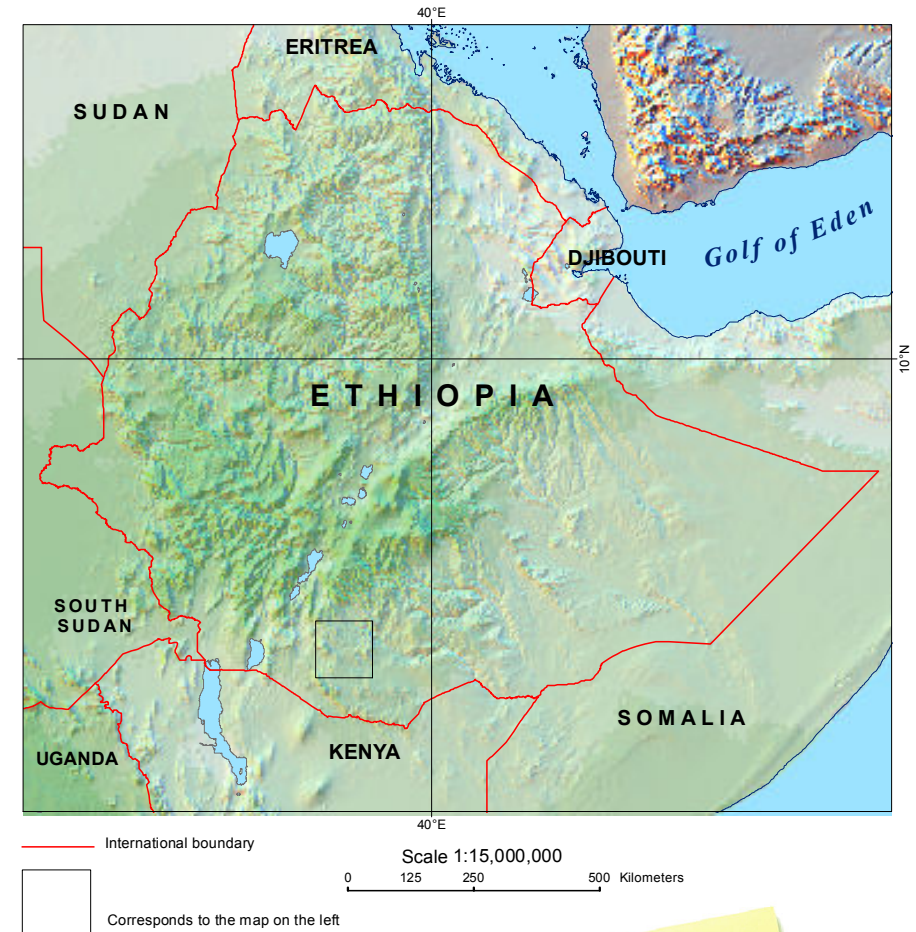 40°E
ERITREA
SUDAN
Golf of Eden
DJIBOUTI
10°N
ETHIOPIA
SOUTH
SUDAN
SOMALIA
UGANDA
KENYA
40°E
International boundary
Scale 1:15,000,000
0 125 250 500 Kilometers
Corresponds to the map on the left